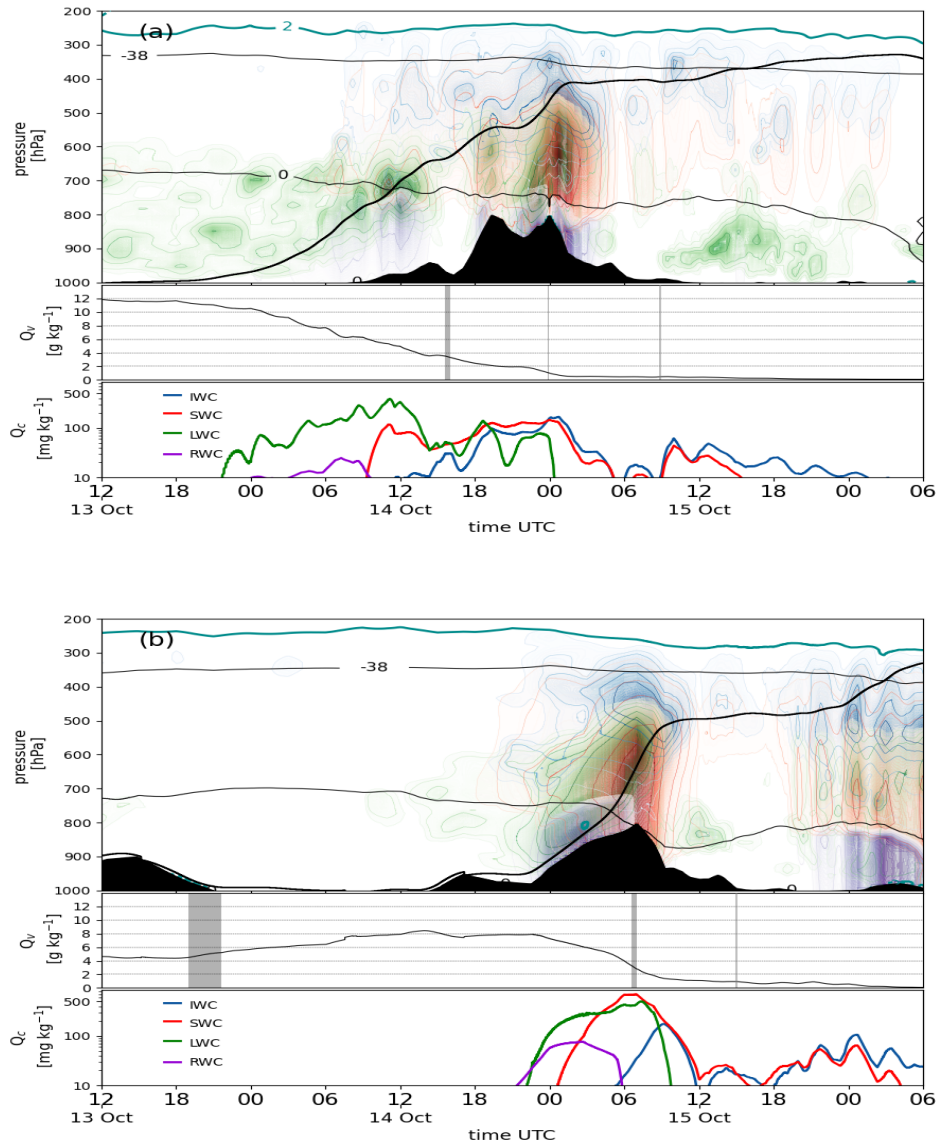 200
(a)
2
300
-38
400
500
600
700
0
800
900
1000
0
pressure
[hPa]
12
10
8
6
4
2
0
Qv
[g kg−1]
500
100
10
Qc
[mg kg−1]
IWC
SWC
LWC
RWC
12 18 00 06 12 18 00 06 12 18 00 06
13 Oct 14 Oct 15 Oct
time UTC
200
(b)
300
-38
400
500
600
700
800
900
1000
pressure
[hPa]
12
10
8
6
4
2
0
Qv
[g kg−1]
500
100
10
Qc
[mg kg−1]
IWC
SWC
LWC
RWC
12 18 00 06 12 18 00 06 12 18 00 06
13 Oct 14 Oct 15 Oct
time UTC